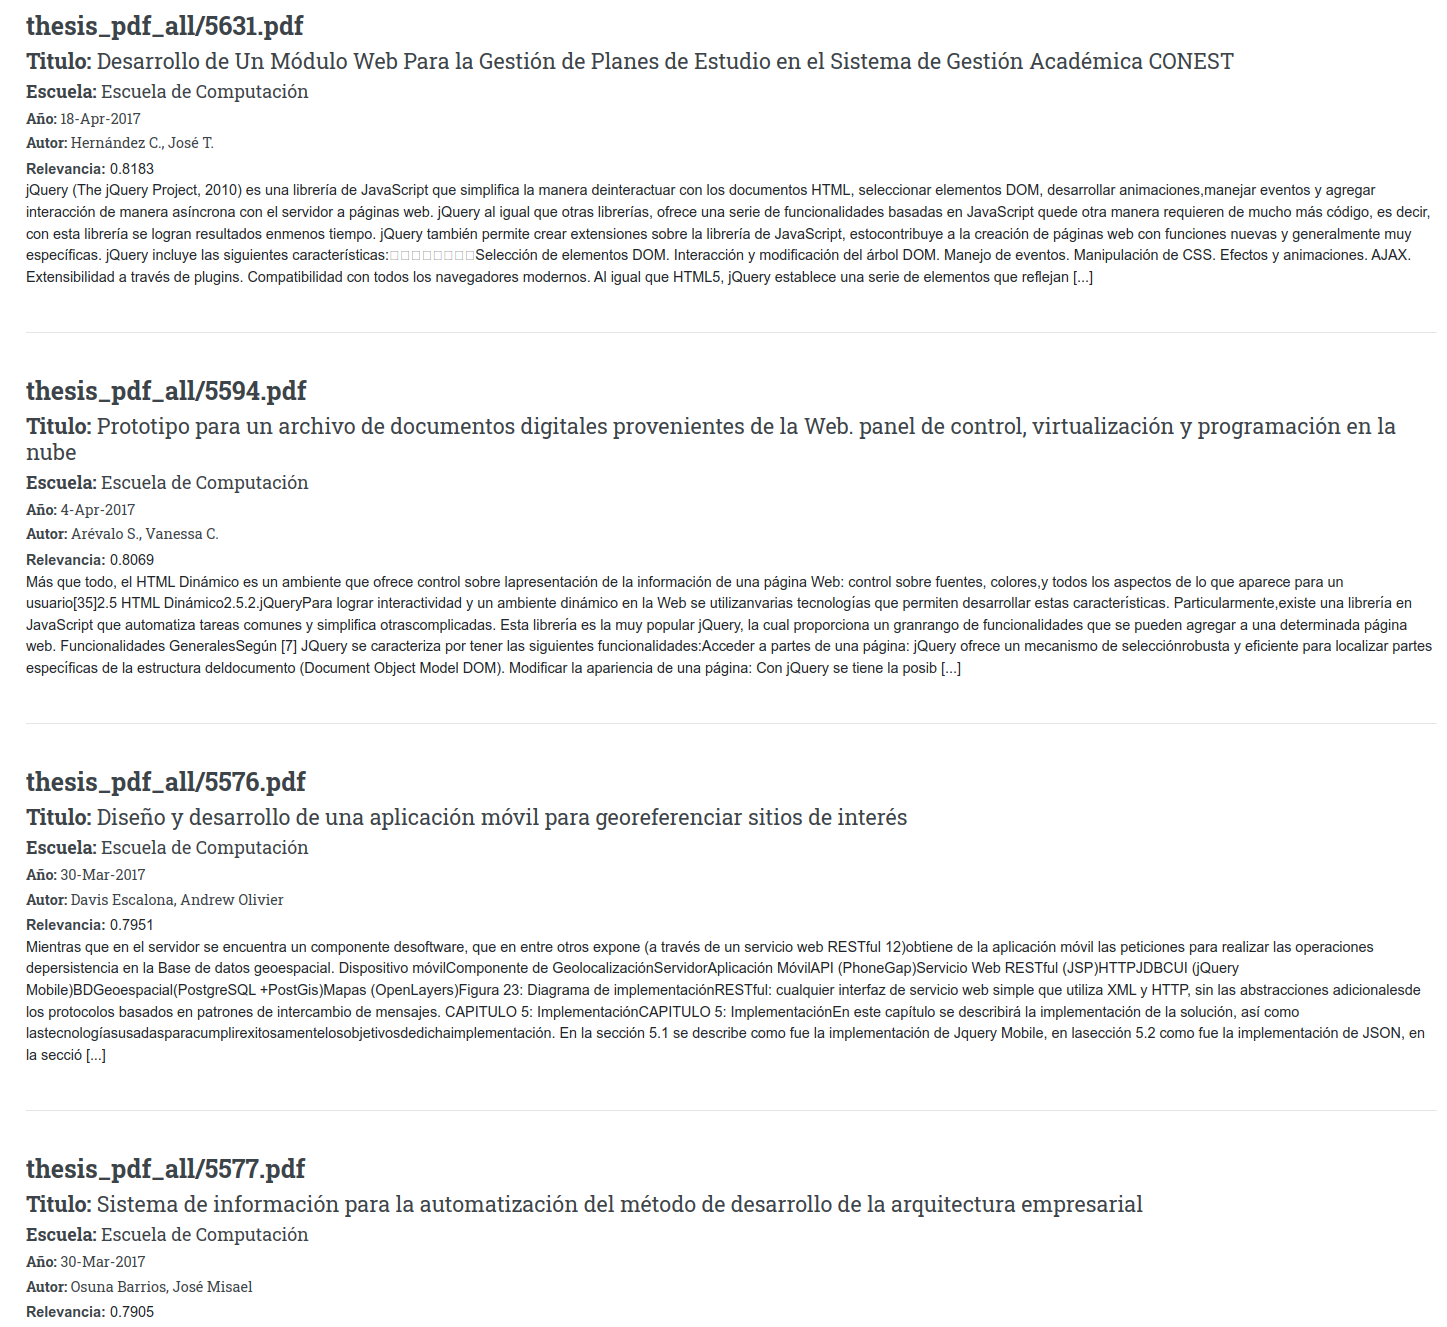 thesis_pdf_all/5631.pdf
Titulo: Desarrollo de Un Módulo Web Para la Gestión de Planes de Estudio en el Sistema de Gestión Académica CONEST
Escuela: Escuela de Computación
Año: 18-Apr-2017
Autor: Hernández C., José T.
Relevancia: 0.8183
jQuery (The jQuery Project, 2010) es una librería de JavaScript que simplifica la manera deinteractuar con los documentos HTML, seleccionar elementos DOM, desarrollar animaciones,manejar eventos y agregar
interacción de manera asíncrona con el servidor a páginas web. jQuery al igual que otras librerías, ofrece una serie de funcionalidades basadas en JavaScript quede otra manera requieren de mucho más código, es decir,
con esta librería se logran resultados enmenos tiempo. jQuery también permite crear extensiones sobre la librería de JavaScript, estocontribuye a la creación de páginas web con funciones nuevas y generalmente muy
específicas. jQuery incluye las siguientes características:□□□□□□□□Selección de elementos DOM. Interacción y modificación del árbol DOM. Manejo de eventos. Manipulación de CSS. Efectos y animaciones. AJAX.
Extensibilidad a través de plugins. Compatibilidad con todos los navegadores modernos. Al igual que HTML5, jQuery establece una serie de elementos que reflejan [...]
thesis_pdf_all/5594.pdf
Titulo: Prototipo para un archivo de documentos digitales provenientes de la Web. panel de control, virtualización y programación en la
nube
Escuela: Escuela de Computación
Año: 4-Apr-2017
Autor: Arévalo S., Vanessa C.
Relevancia: 0.8069
Más que todo, el HTML Dinámico es un ambiente que ofrece control sobre lapresentación de la información de una página Web: control sobre fuentes, colores,y todos los aspectos de lo que aparece para un
usuario[35]2.5 HTML Dinámico2.5.2.jQueryPara lograr interactividad y un ambiente dinámico en la Web se utilizanvarias tecnologías que permiten desarrollar estas características. Particularmente,existe una librería en
JavaScript que automatiza tareas comunes y simplifica otrascomplicadas. Esta librería es la muy popular jQuery, la cual proporciona un granrango de funcionalidades que se pueden agregar a una determinada página
web. Funcionalidades GeneralesSegún [7] JQuery se caracteriza por tener las siguientes funcionalidades:Acceder a partes de una página: jQuery ofrece un mecanismo de selecciónrobusta y eficiente para localizar partes
específicas de la estructura deldocumento (Document Object Model DOM). Modificar la apariencia de una página: Con jQuery se tiene la posib [...]
thesis_pdf_all/5576.pdf
Titulo: Diseño y desarrollo de una aplicación móvil para georeferenciar sitios de interés
Escuela: Escuela de Computación
Año: 30-Mar-2017
Autor: Davis Escalona, Andrew Olivier
Relevancia: 0.7951
Mientras que en el servidor se encuentra un componente desoftware, que en entre otros expone (a través de un servicio web RESTful 12)obtiene de la aplicación móvil las peticiones para realizar las operaciones
depersistencia en la Base de datos geoespacial. Dispositivo móvilComponente de GeolocalizaciónServidorAplicación MóvilAPI (PhoneGap)Servicio Web RESTful (JSP)HTTPJDBCUI (jQuery
Mobile)BDGeoespacial(PostgreSQL +PostGis)Mapas (OpenLayers)Figura 23: Diagrama de implementaciónRESTful: cualquier interfaz de servicio web simple que utiliza XML y HTTP, sin las abstracciones adicionalesde
los protocolos basados en patrones de intercambio de mensajes. CAPITULO 5: ImplementaciónCAPITULO 5: ImplementaciónEn este capítulo se describirá la implementación de la solución, así como
lastecnologíasusadasparacumplirexitosamentelosobjetivosdedichaimplementación. En la sección 5.1 se describe como fue la implementación de Jquery Mobile, en lasección 5.2 como fue la implementación de JSON, en
la secció [...]
thesis_pdf_all/5577.pdf
Titulo: Sistema de información para la automatización del método de desarrollo de la arquitectura empresarial
Escuela: Escuela de Computación
Año: 30-Mar-2017
Autor: Osuna Barrios, José Misael
Relevancia: 0.7905